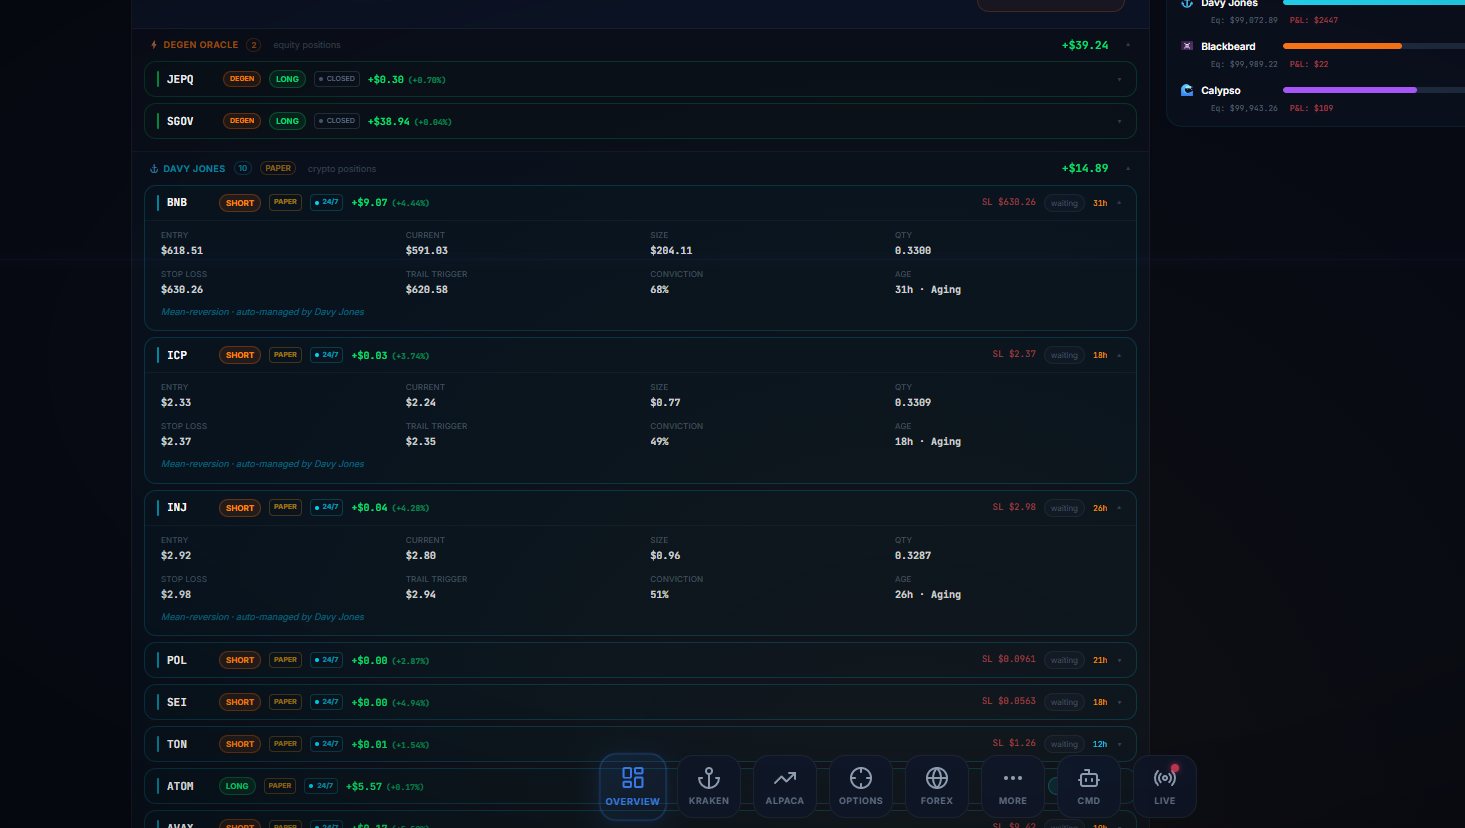 DEGEN ORACLE 2 equity positions +$39.24
JEPQ DEGEN LONG CLOSED +$0.30 (+0.70%)
SGOV DEGEN LONG CLOSED +$38.94 (+0.04%)
DAVY JONES 10 PAPER crypto positions +$14.89
BNB SHORT PAPER 24/7 +$9.07 (+4.44%) SL $630.26 waiting 31h
ENTRY CURRENT SIZE QTY
$618.51 $591.03 $204.11 0.3300
STOP LOSS TRAIL TRIGGER CONVICTION AGE
$630.26 $620.58 68% 31h · Aging
Mean-reversion · auto-managed by Davy Jones
ICP SHORT PAPER 24/7 +$0.03 (+3.74%) SL $2.37 waiting 18h
ENTRY CURRENT SIZE QTY
$2.33 $2.24 $0.77 0.3309
STOP LOSS TRAIL TRIGGER CONVICTION AGE
$2.37 $2.35 49% 18h · Aging
Mean-reversion · auto-managed by Davy Jones
INJ SHORT PAPER 24/7 +$0.04 (+4.28%) SL $2.98 waiting 26h
ENTRY CURRENT SIZE QTY
$2.92 $2.80 $0.96 0.3287
STOP LOSS TRAIL TRIGGER CONVICTION AGE
$2.98 $2.94 51% 26h · Aging
Mean-reversion · auto-managed by Davy Jones
POL SHORT PAPER 24/7 +$0.00 (+2.87%) SL $0.0961 waiting 21h
SEI SHORT PAPER 24/7 +$0.00 (+4.94%) SL $0.0563 waiting 18h
TON SHORT PAPER 24/7 +$0.01 (+1.54%) SL $1.26 waiting 12h
ATOM LONG PAPER 24/7 +$5.57 (+0.17%)
AVAX SHORT PAPER 24/7
OVERVIEW KRAKEN ALPACA OPTIONS FOREX MORE CMD LIVE
Davy Jones
Eq: $99,072.89 P&L: $2447
Blackbeard
Eq: $99,989.22 P&L: $22
Calypso
Eq: $99,943.26 P&L: $109